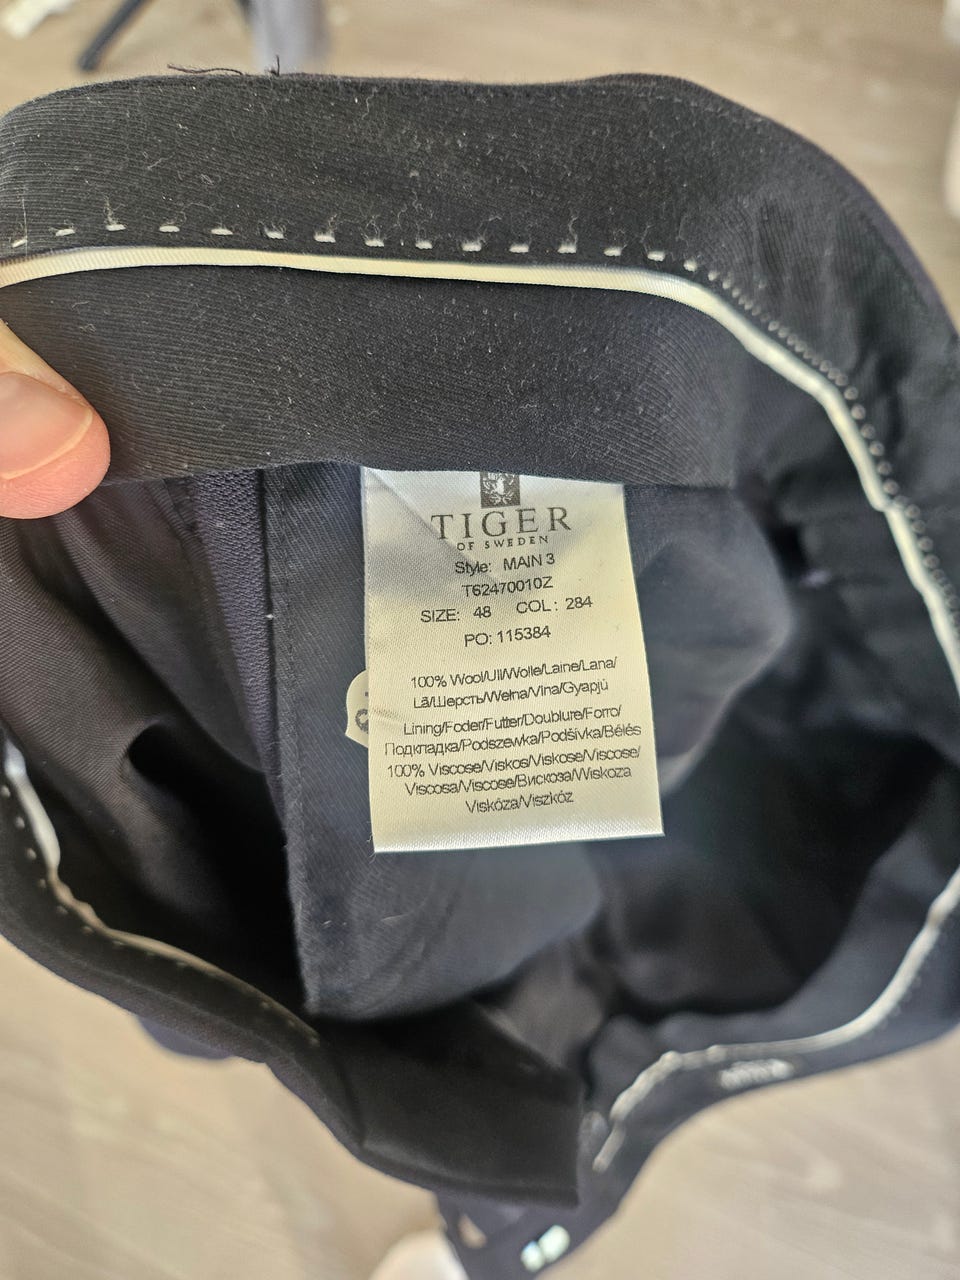 TIGER
OF SWEDEN
Style: MAIN 3
T62470010Z
SIZE: 48 COL: 284
PO: 115384
100% Wool/Ull/Wolle/Laine/Lana/
Lã/Шерсть/Wełna/Vlna/Gyapjú
Lining/Foder/Futter/Doublure/Forro/
Подкладка/Podszewka/Podšívka/Bélés
100% Viscose/Viskos/Viskose/Viscose/
Viscosa/Viscose/Вискоза/Wiskoza
Viskóza/Viszkóz